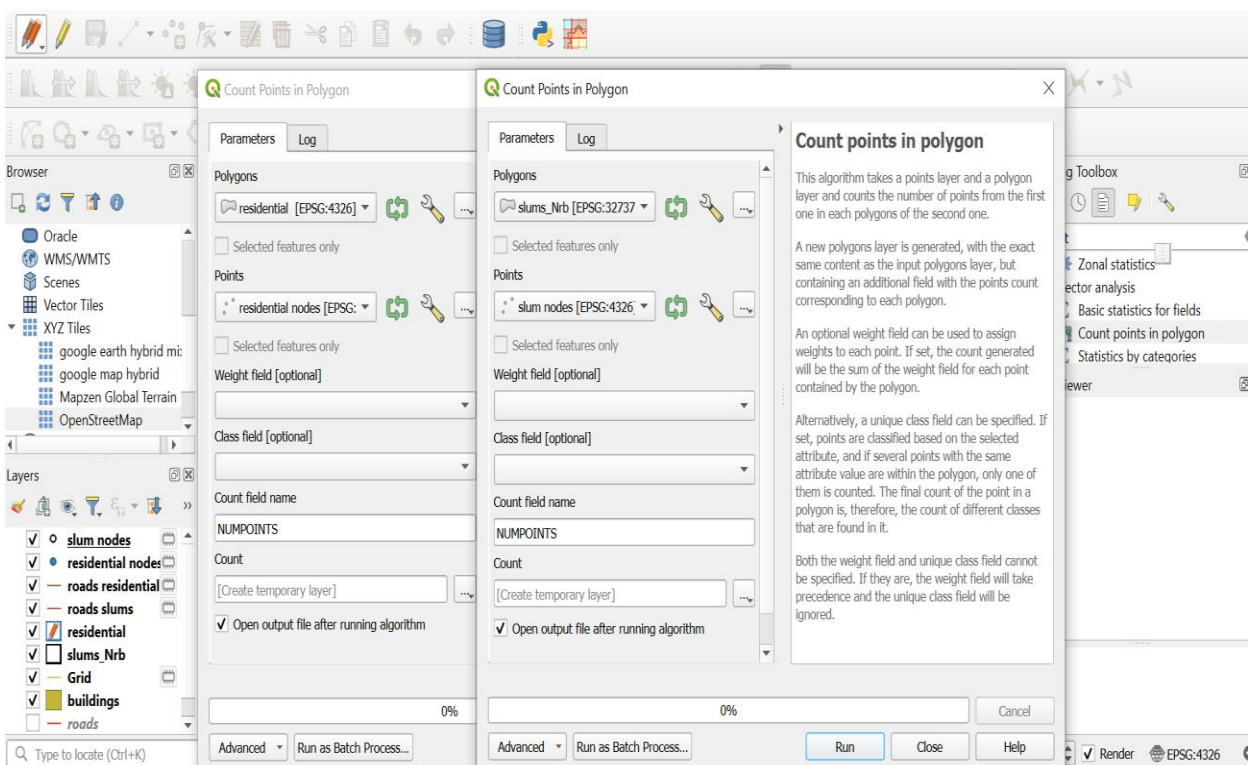 Count Points in Polygon
Count Points in Polygon
X
Browser
Oracle
WMS/WMTS
Scenes
Vector Tiles
XYZ Tiles
google earth hybrid mi:
google map hybrid
Mapzen Global Terrain
OpenStreetMap
Layers
slum nodes
residential nodes
roads residential
roads slums
residential
slums_Nrb
Grid
buildings
roads
Type to locate (Ctrl+K)
Parameters
Log
Polygons
residential [EPSG:4326]
...
Selected features only
Points
residential nodes [EPSG:
...
Selected features only
Weight field [optional]
Class field [optional]
Count field name
NUMPOINTS
Count
[Create temporary layer]
...
Open output file after running algorithm
0%
Advanced
Run as Batch Process...
Parameters
Log
Polygons
slums_Nrb [EPSG:32737
...
Selected features only
Points
slum nodes [EPSG:4326]
...
Selected features only
Weight field [optional]
Class field [optional]
Count field name
NUMPOINTS
Count
[Create temporary layer]
...
Open output file after running algorithm
0%
Cancel
Advanced
Run as Batch Process...
Run
Close
Help
Count points in polygon
This algorithm takes a points layer and a polygon
layer and counts the number of points from the first
one in each polygons of the second one.
A new polygons layer is generated, with the exact
same content as the input polygons layer, but
containing an additional field with the points count
corresponding to each polygon.
An optional weight field can be used to assign
weights to each point. If set, the count generated
will be the sum of the weight field for each point
contained by the polygon.
Alternatively, a unique class field can be specified. If
set, points are classified based on the selected
attribute, and if several points with the same
attribute value are within the polygon, only one of
them is counted. The final count of the point in a
polygon is, therefore, the count of different classes
that are found in it.
Both the weight field and unique class field cannot
be specified. If they are, the weight field will take
precedence and the unique class field will be
ignored.
g Toolbox
t
Zonal statistics
ector analysis
Basic statistics for fields
Count points in polygon
Statistics by categories
iewer
Render
EPSG:4326